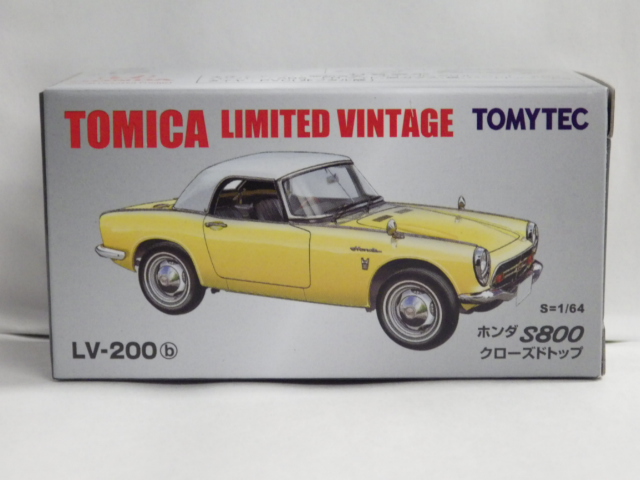 TOMICA LIMITED VINTAGE TOMYTEC
Honda
S=1/64
LV-200ⓑ ホンダ S800
クローズドトップ